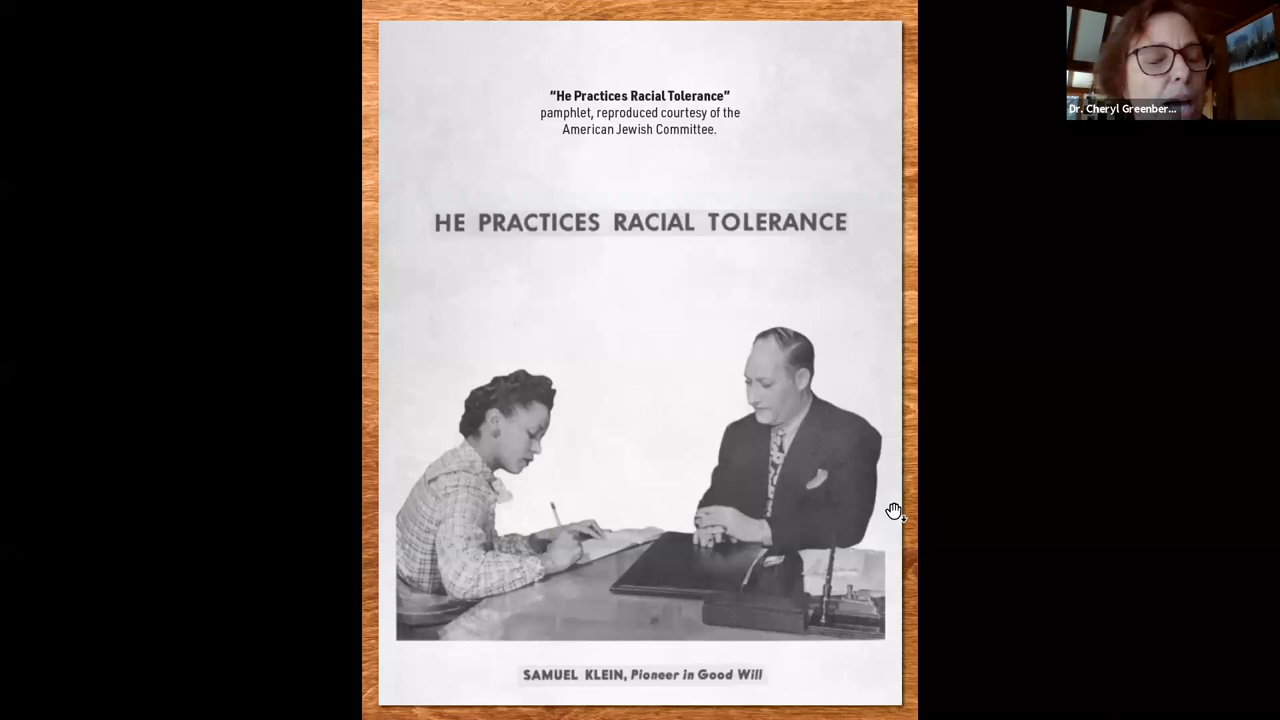 “He Practices Racial Tolerance”
pamphlet, reproduced courtesy of the
American Jewish Committee.
HE PRACTICES RACIAL TOLERANCE
SAMUEL KLEIN, Pioneer in Good Will
Dr. Cheryl Greenber...